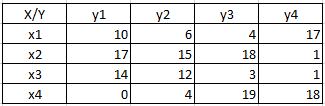 X/Y y1 y2 y3 y4
x1 10 6 4 17
x2 17 15 18 1
x3 14 12 3 1
x4 0 4 19 18